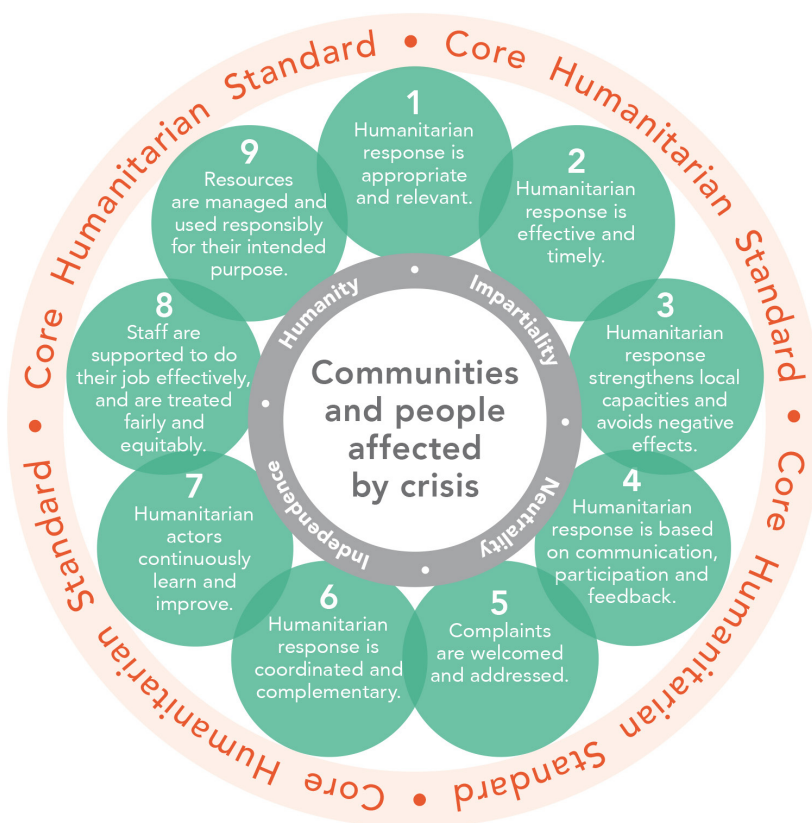 Core Humanitarian Standard • Core Humanitarian Standard • Core Humanitarian Standard • Core Humanitarian Standard •
1
Humanitarian
response is
appropriate
and relevant.
2
Humanitarian
response is
effective and
timely.
3
Humanitarian
response
strengthens local
capacities and
avoids negative
effects.
4
Humanitarian
response is based
on communication,
participation and
feedback.
5
Complaints
are welcomed
and addressed.
6
Humanitarian
response is
coordinated and
complementary.
7
Humanitarian
actors
continuously
learn and
improve.
8
Staff are
supported to do
their job effectively,
and are treated
fairly and
equitably.
9
Resources
are managed and
used responsibly
for their intended
purpose.
Humanity • Impartiality • Neutrality • Independence •
Communities
and people
affected
by crisis